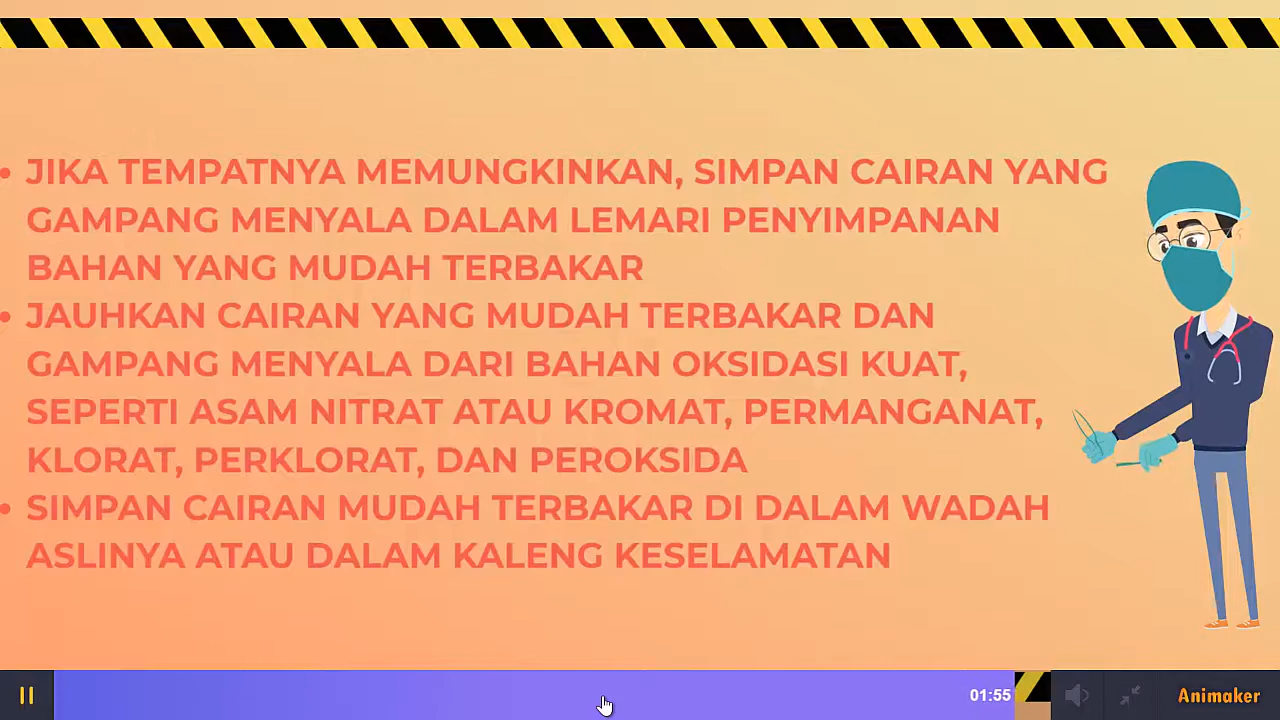 • JIKA TEMPATNYA MEMUNGKINKAN, SIMPAN CAIRAN YANG
GAMPANG MENYALA DALAM LEMARI PENYIMPANAN
BAHAN YANG MUDAH TERBAKAR
• JAUHKAN CAIRAN YANG MUDAH TERBAKAR DAN
GAMPANG MENYALA DARI BAHAN OKSIDASI KUAT,
SEPERTI ASAM NITRAT ATAU KROMAT, PERMANGANAT,
KLORAT, PERKLORAT, DAN PEROKSIDA
• SIMPAN CAIRAN MUDAH TERBAKAR DI DALAM WADAH
ASLINYA ATAU DALAM KALENG KESELAMATAN
01:55
Animaker